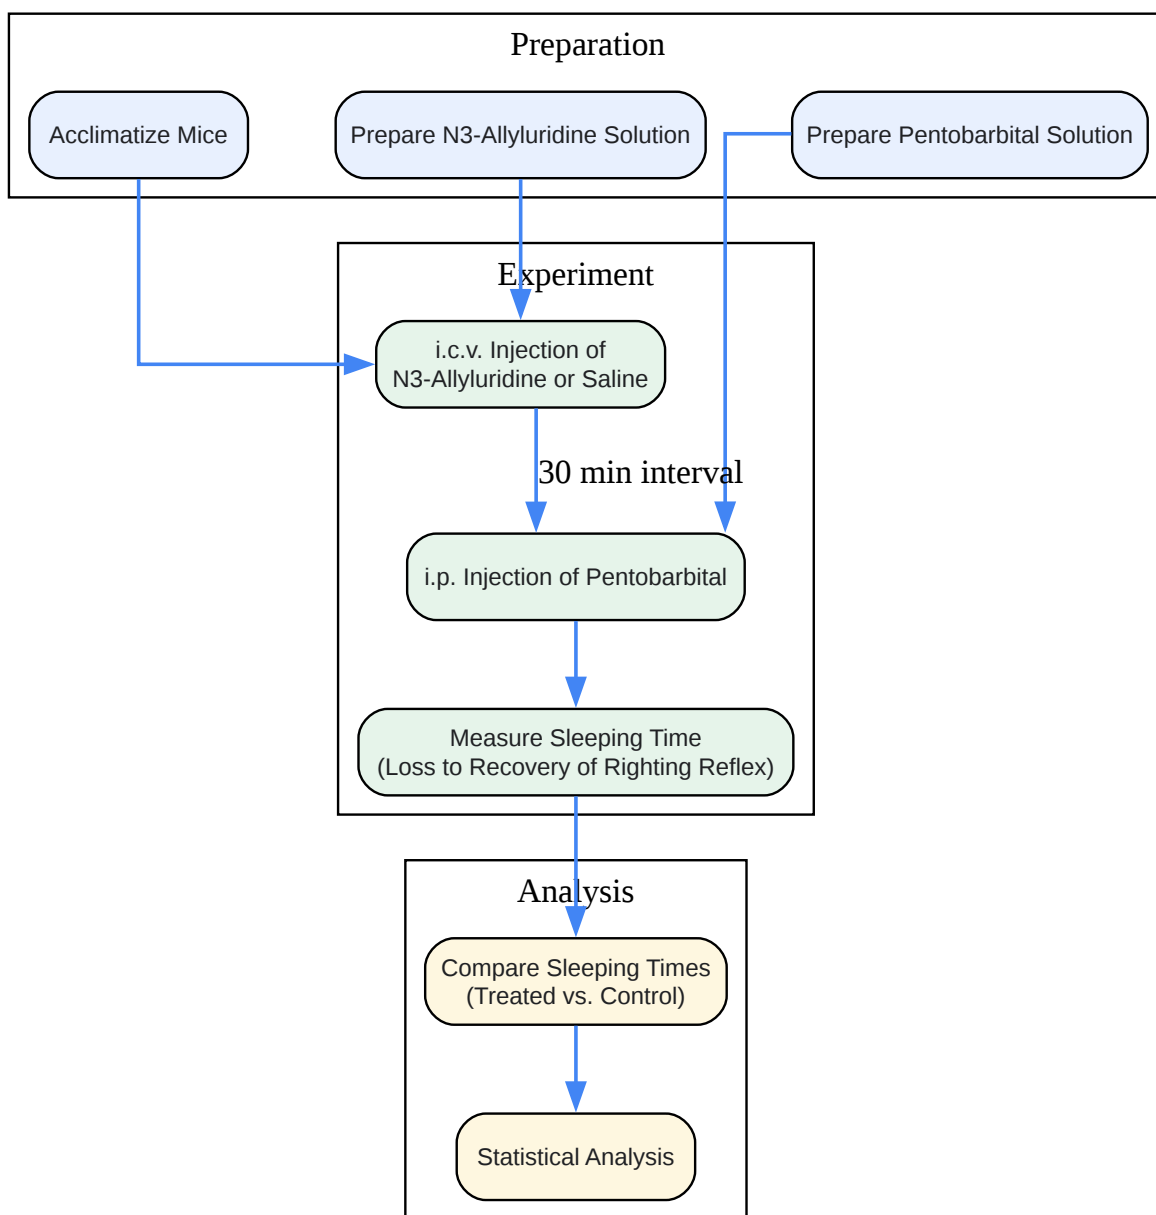 Preparation
Acclimatize Mice
Prepare N3-Allyluridine Solution
Prepare Pentobarbital Solution
Experiment
i.c.v. Injection of
N3-Allyluridine or Saline
30 min interval
i.p. Injection of Pentobarbital
Measure Sleeping Time
(Loss to Recovery of Righting Reflex)
Analysis
Compare Sleeping Times
(Treated vs. Control)
Statistical Analysis